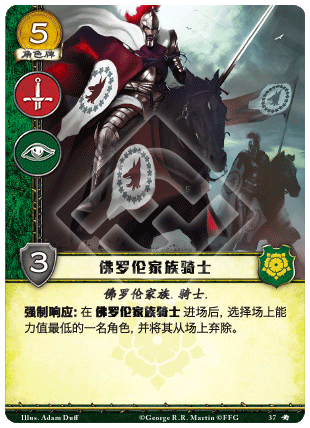 5
角色牌
3
佛罗伦家族骑士
佛罗伦家族. 骑士.
强制响应: 在 佛罗伦家族骑士 进场后, 选择场上能
力值最低的一名角色, 并将其从场上弃除。
Illus. Adam Duff ©George R.R. Martin ©FFG 37